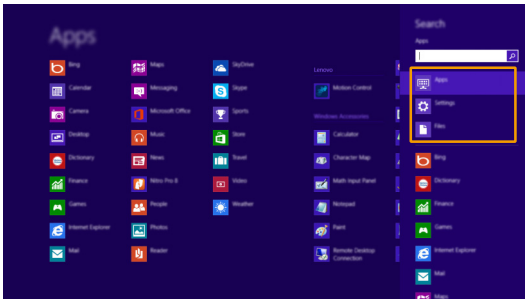 Apps
Bing
Calendar
Camera
Desktop
Dictionary
Finance
Games
Internet Explorer
Mail
Maps
Messaging
Microsoft Office
Music
News
Nitro Pro 8
People
Photos
Reader
SkyDrive
Skype
Sports
Store
Travel
Video
Weather
Lenovo
Motion Control
Windows Accessories
Calculator
Character Map
Math Input Panel
Notepad
Paint
Remote Desktop
Connection
Search
Apps
Apps
Settings
Files
Bing
Dictionary
Finance
Games
Internet Explorer
Mail
Maps